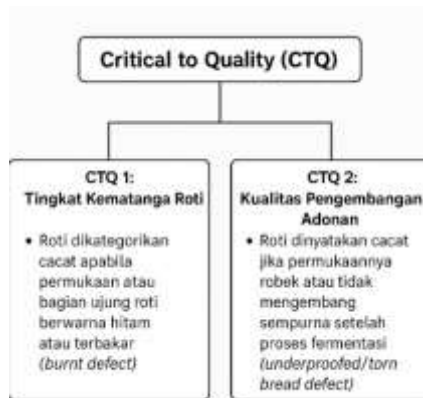 Critical to Quality (CTQ)
CTQ 1:
Tingkat Kematanga Roti
• Roti dikategorikan
cacat apabila
permukaan atau
bagian ujung roti
berwarna hitam
atau terbakar
(burnt defect)
CTQ 2:
Kualitas Pengembangan
Adonan
• Roti dinyatakan cacat
jika permukaannya
robek atau tidak
mengembang
sempurna setelah
proses fermentasi
(underproofed/torn
bread defect)